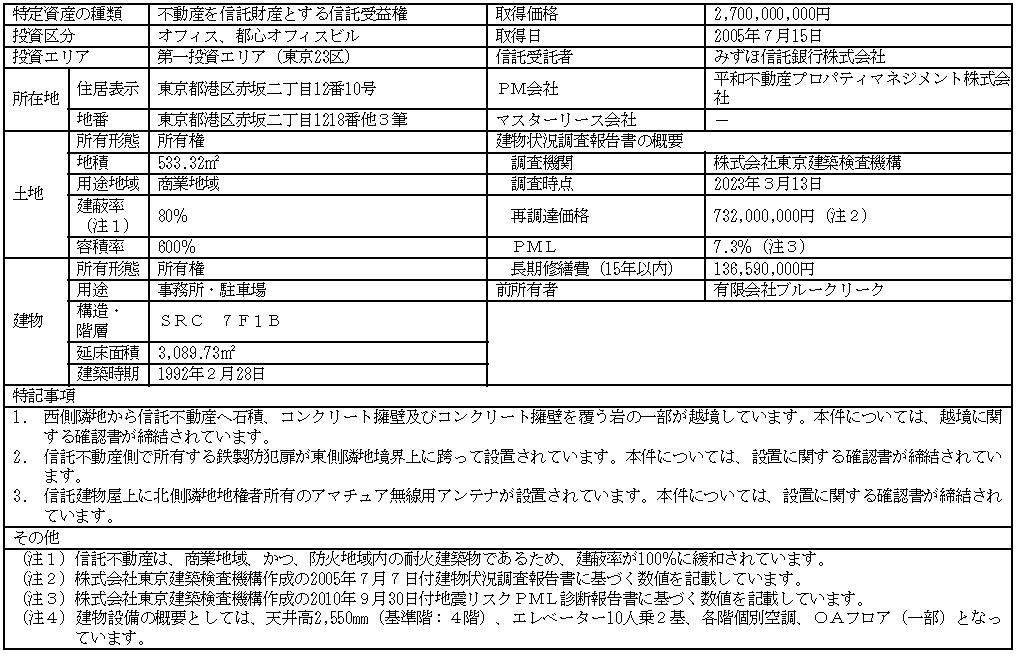 特定資産の種類 不動産を信託財産とする信託受益権 取得価格 2,700,000,000円
投資区分 オフィス、都心オフィスビル 取得日 2005年７月15日
投資エリア 第一投資エリア（東京23区） 信託受託者 みずほ信託銀行株式会社
所在地 住居表示 東京都港区赤坂二丁目12番10号 ＰＭ会社 平和不動産プロパティマネジメント株式会
社
地番 東京都港区赤坂二丁目1218番他３筆 マスターリース会社 －
土地 所有形態 所有権 建物状況調査報告書の概要
地積 533.32㎡ 調査機関 株式会社東京建築検査機構
用途地域 商業地域 調査時点 2023年３月13日
建蔽率
（注１） 80％ 再調達価格 732,000,000円（注２）
容積率 600％ ＰＭＬ 7.3％（注３）
建物 所有形態 所有権 長期修繕費（15年以内） 136,590,000円
用途 事務所・駐車場 前所有者 有限会社ブルークリーク
構造・
階層 ＳＲＣ　７Ｆ１Ｂ
延床面積 3,089.73㎡
建築時期 1992年２月28日
特記事項
1. 西側隣地から信託不動産へ石積、コンクリート擁壁及びコンクリート擁壁を覆う岩の一部が越境しています。本件については、越境に関
する確認書が締結されています。
2. 信託不動産側で所有する鉄製防犯扉が東側隣地境界上に跨って設置されています。本件については、設置に関する確認書が締結されてい
ます。
3. 信託建物屋上に北側隣地地権者所有のアマチュア無線用アンテナが設置されています。本件については、設置に関する確認書が締結され
ています。
その他
（注１）信託不動産は、商業地域、かつ、防火地域内の耐火建築物であるため、建蔽率が100％に緩和されています。
（注２）株式会社東京建築検査機構作成の2005年７月７日付建物状況調査報告書に基づく数値を記載しています。
（注３）株式会社東京建築検査機構作成の2010年９月30日付地震リスクＰＭＬ診断報告書に基づく数値を記載しています。
（注４）建物設備の概要としては、天井高2,550mm（基準階：４階）、エレベーター10人乗２基、各階個別空調、ＯＡフロア（一部）となっ
ています。